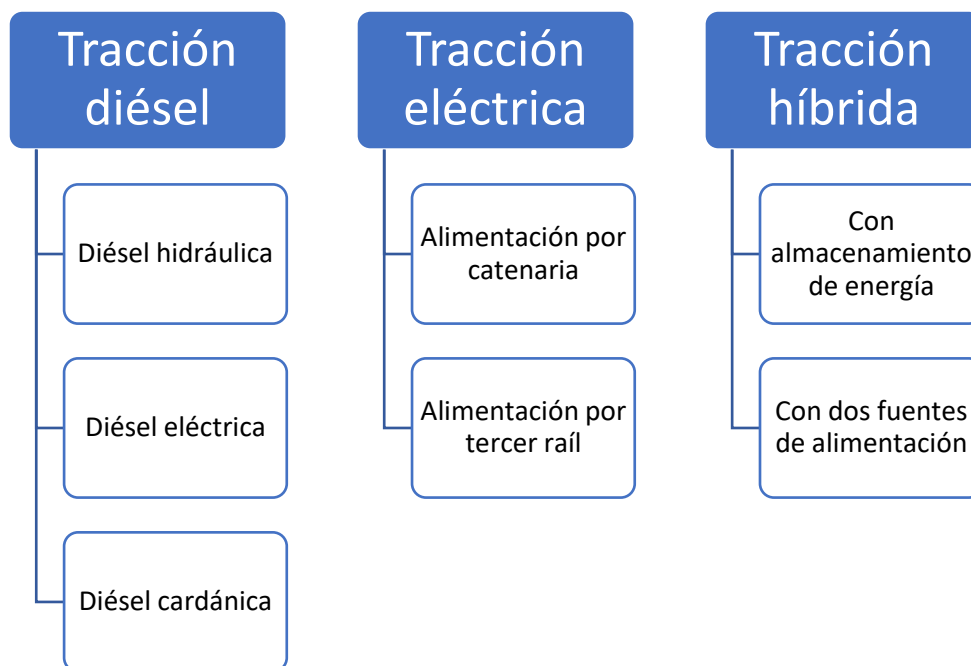 Tracción
diésel
Diésel hidráulica
Diésel eléctrica
Diésel cardánica
Tracción
eléctrica
Alimentación por
catenaria
Alimentación por
tercer raíl
Tracción
híbrida
Con
almacenamiento
de energía
Con dos fuentes
de alimentación